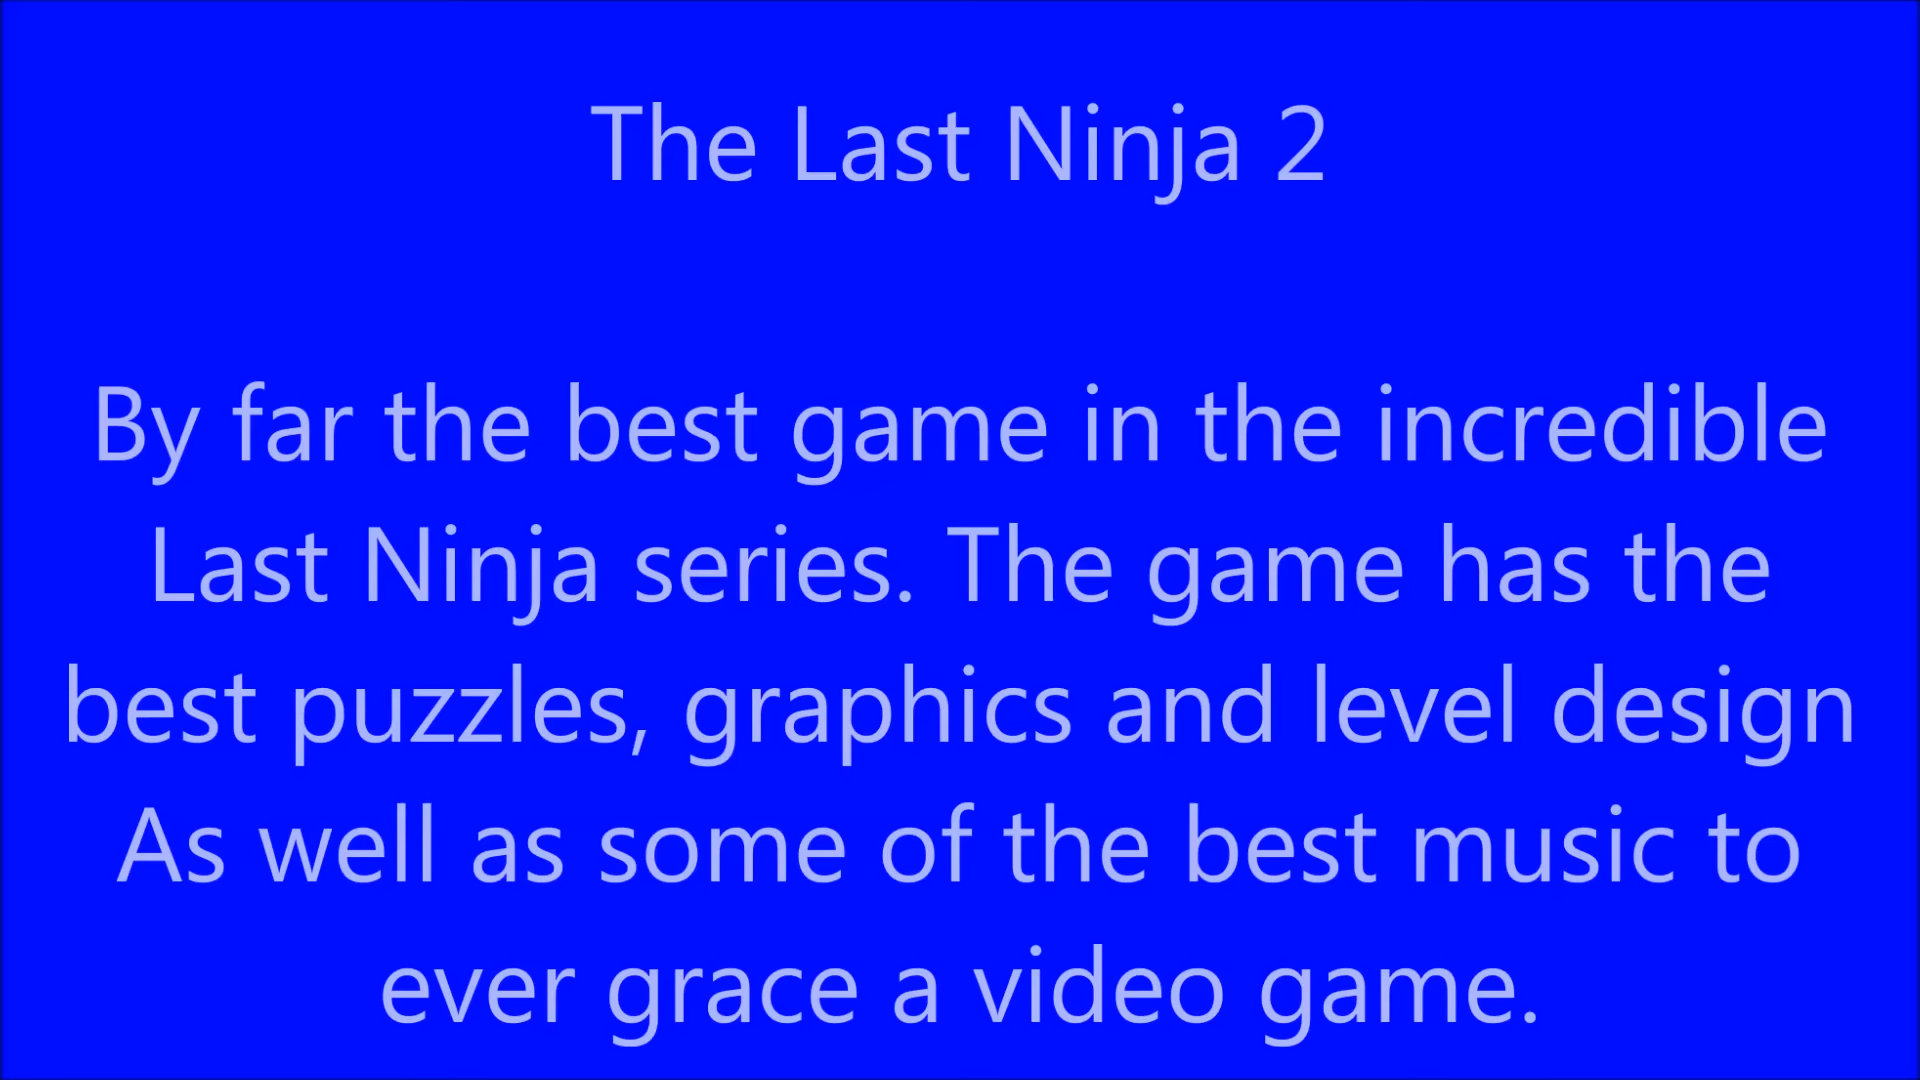 The Last Ninja 2
By far the best game in the incredible
Last Ninja series. The game has the
best puzzles, graphics and level design
As well as some of the best music to
ever grace a video game.